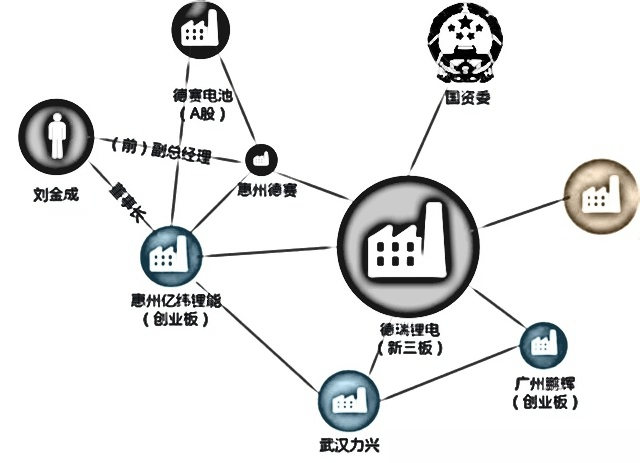 德赛电池
（A股）
国资委
（前）副总经理
惠州德赛
刘金成
董事长
惠州亿纬锂能
（创业板）
德瑞锂电
（新三板）
广州鹏辉
（创业板）
武汉力兴